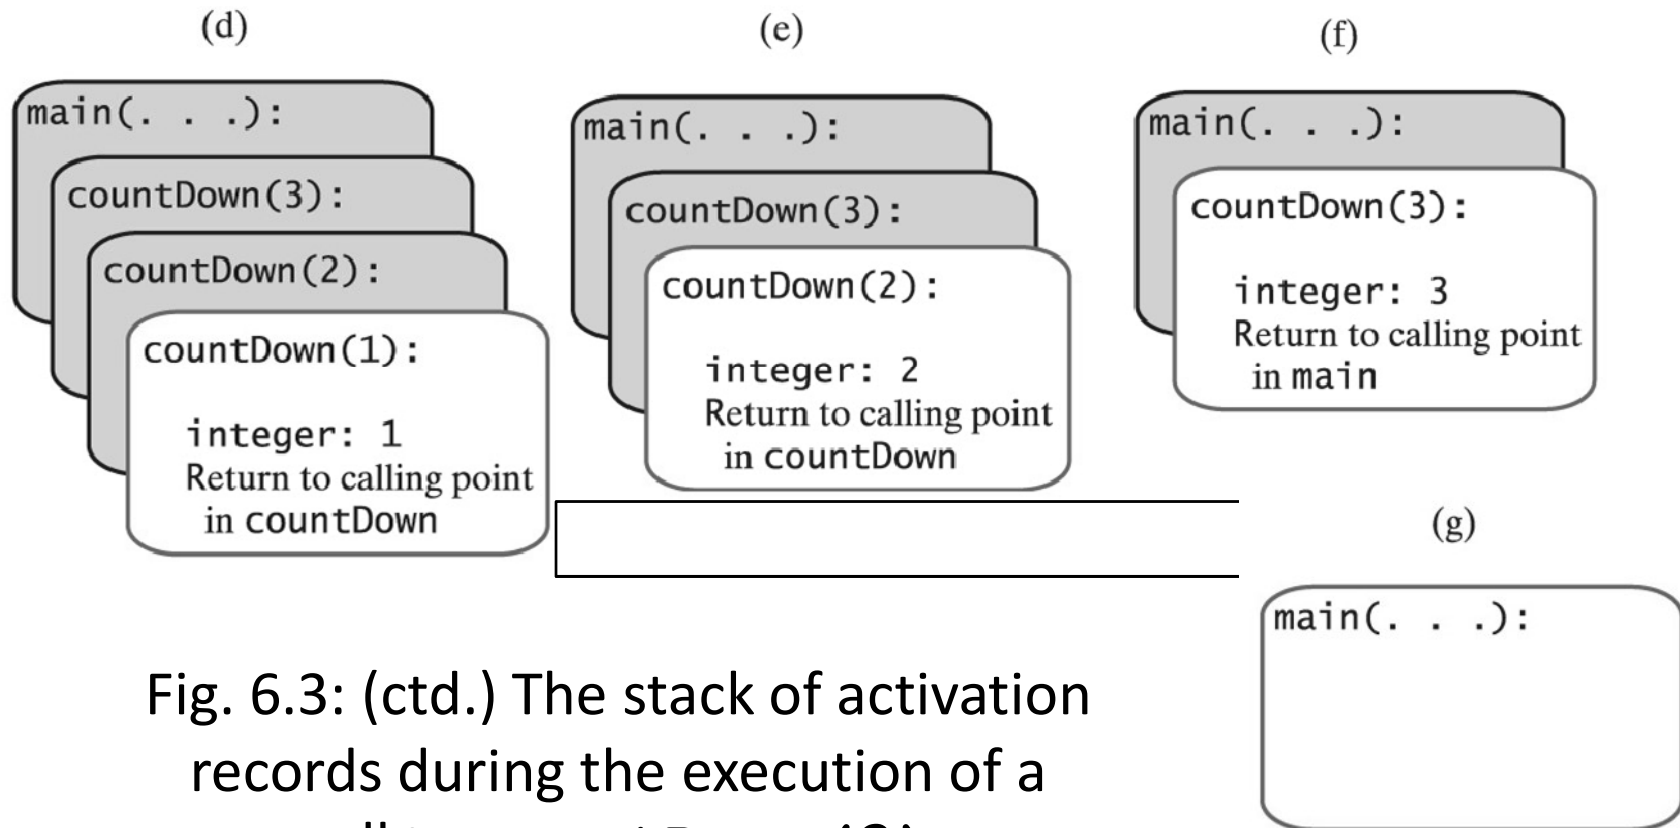 (d)
main(. . .):
countDown(3):
countDown(2):
countDown(1):
integer: 1
Return to calling point
in countDown
(e)
main(. . .):
countDown(3):
countDown(2):
integer: 2
Return to calling point
in countDown
(f)
main(. . .):
countDown(3):
integer: 3
Return to calling point
in main
(g)
main(. . .):
Fig. 6.3: (ctd.) The stack of activation
records during the execution of a